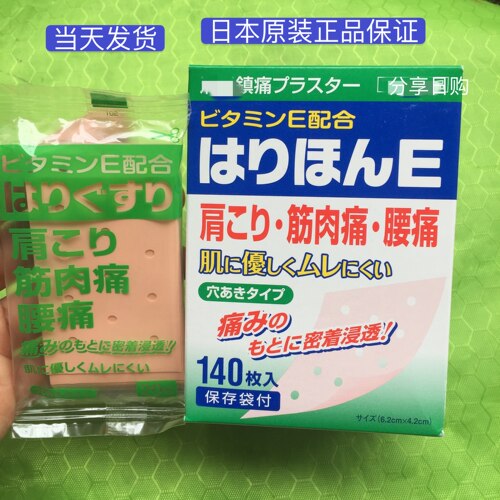 当天发货
日本原装正品保证
鎮痛プラスター
分享回购
ビタミンE配合
はりほんE
肩こり・筋肉痛・腰痛
肌に優しくムレにくい
穴あきタイプ
痛みの
もとに密着浸透!
140枚入
保存袋付
サイズ(6.2cm×4.2cm)
ビタミンE配合
はりぐすり
肩こり
筋肉痛
腰痛
痛みのもとに密着浸透!
肌に優しくムレにくい